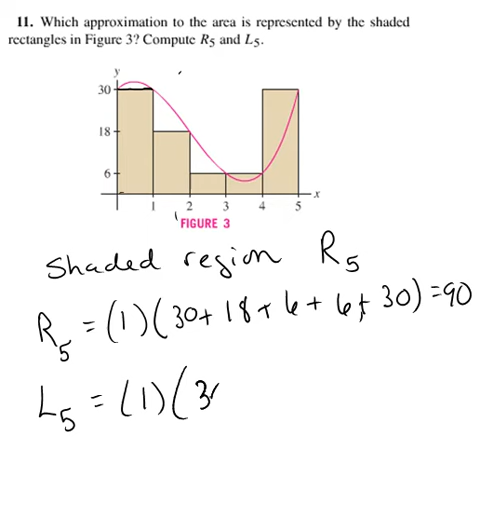 11. Which approximation to the area is represented by the shaded
rectangles in Figure 3? Compute R5 and L5.
y
30
18
6
1 2 3 4 5 x
FIGURE 3
Shaded region R5
R5 = (1)(30+ 18 + 6 + 6 + 30) = 90
L5 = (1)(3